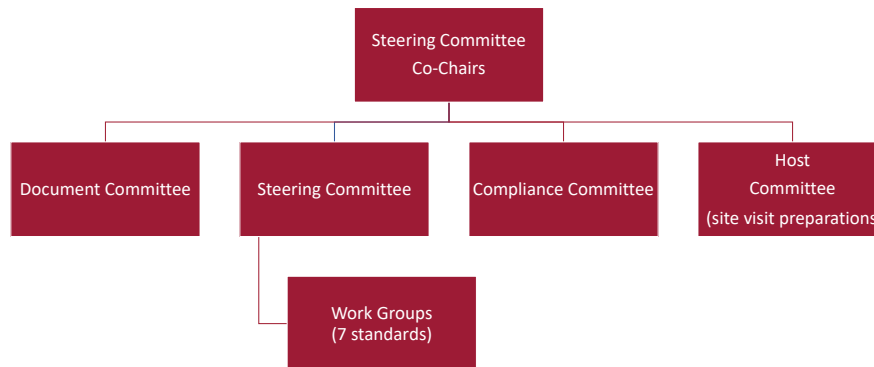 Steering Committee
Co-Chairs
Document Committee
Steering Committee
Compliance Committee
Host
Committee
(site visit preparations
Work Groups
(7 standards)